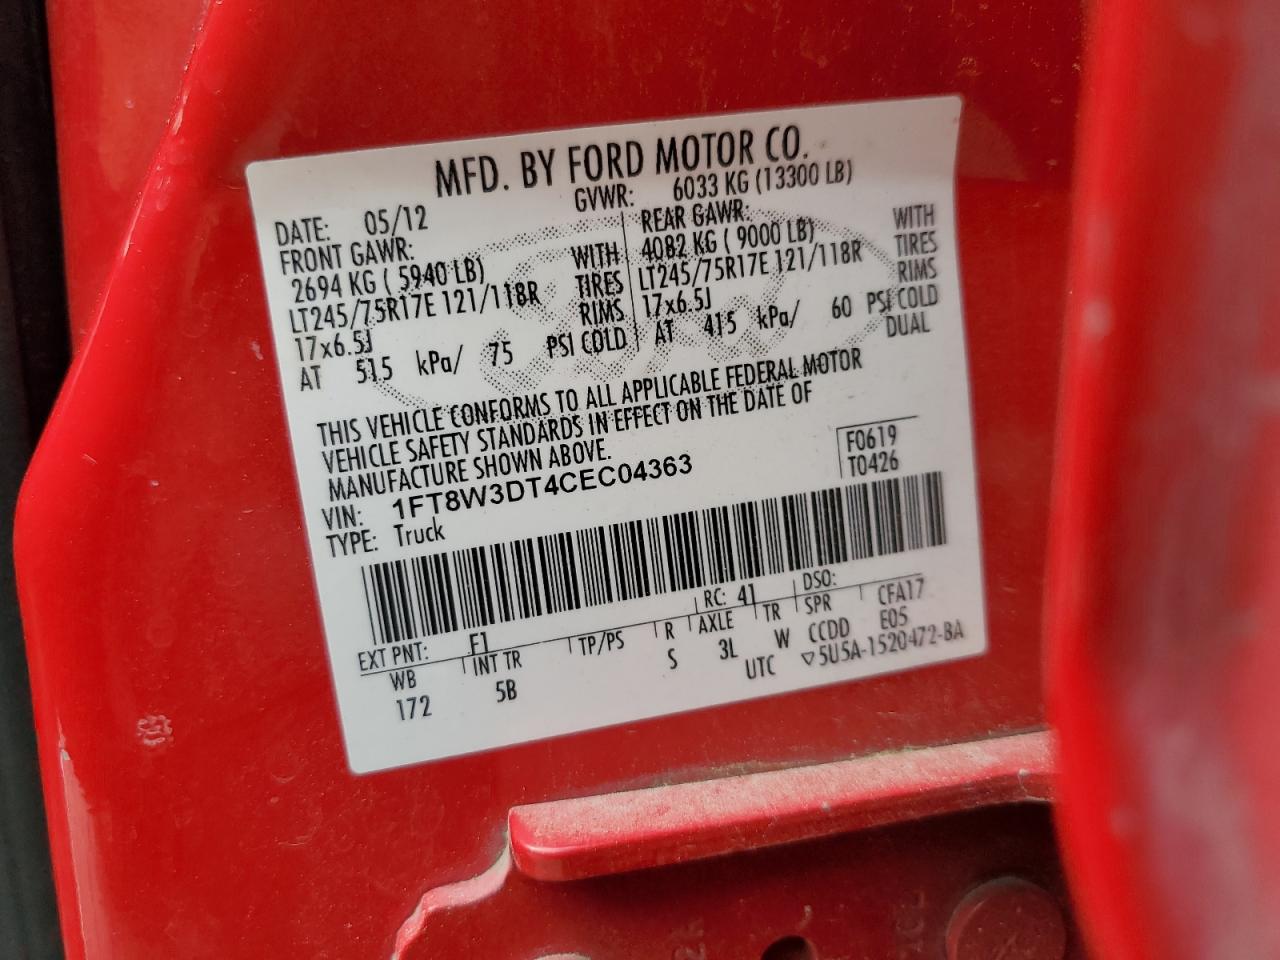 MFD. BY FORD MOTOR CO.
DATE: 05/12 GVWR: 6033 KG (13300 LB)
FRONT GAWR: REAR GAWR:
2694 KG ( 5940 LB) WITH 4082 KG ( 9000 LB) WITH
LT245/75R17E 121/118R TIRES LT245/75R17E 121/118R TIRES
17x6.5J RIMS 17x6.5J RIMS
AT 515 kPa/ 75 PSI COLD AT 415 kPa/ 60 PSI COLD
DUAL
THIS VEHICLE CONFORMS TO ALL APPLICABLE FEDERAL MOTOR
VEHICLE SAFETY STANDARDS IN EFFECT ON THE DATE OF
MANUFACTURE SHOWN ABOVE.
F0619
T0426
VIN: 1FT8W3DT4CEC04363
TYPE: Truck
EXT PNT: F1 RC: 41 DSO:
WB INT TR TP/PS R AXLE TR SPR CFA17
172 5B S 3L W CCDD E05
UTC ▽5U5A-1520472-BA